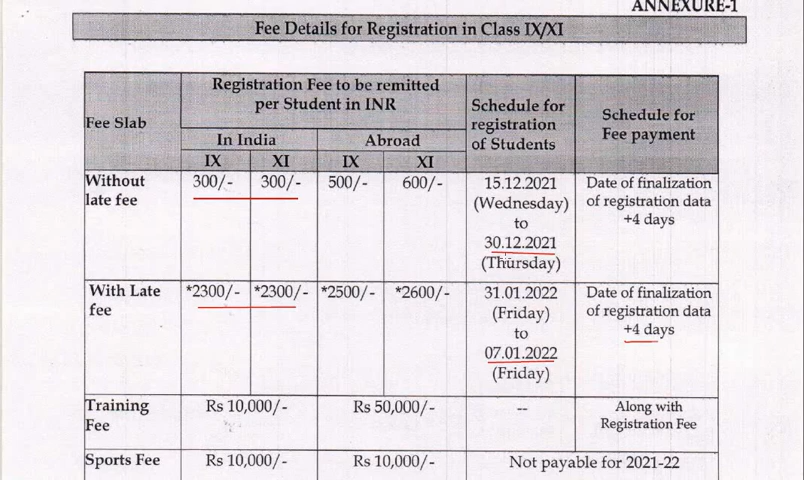 ANNEXURE-1
Fee Details for Registration in Class IX/XI
Fee Slab
Registration Fee to be remitted
per Student in INR
In India
Abroad
IX XI IX XI
Schedule for
registration
of Students
Schedule for
Fee payment
Without
late fee
300/- 300/- 500/- 600/-
15.12.2021
(Wednesday)
to
30.12.2021
(Thursday)
Date of finalization
of registration data
+4 days
With Late
fee
*2300/- *2300/- *2500/- *2600/-
31.01.2022
(Friday)
to
07.01.2022
(Friday)
Date of finalization
of registration data
+4 days
Training
Fee
Rs 10,000/- Rs 50,000/-
--
Along with
Registration Fee
Sports Fee Rs 10,000/- Rs 10,000/- Not payable for 2021-22